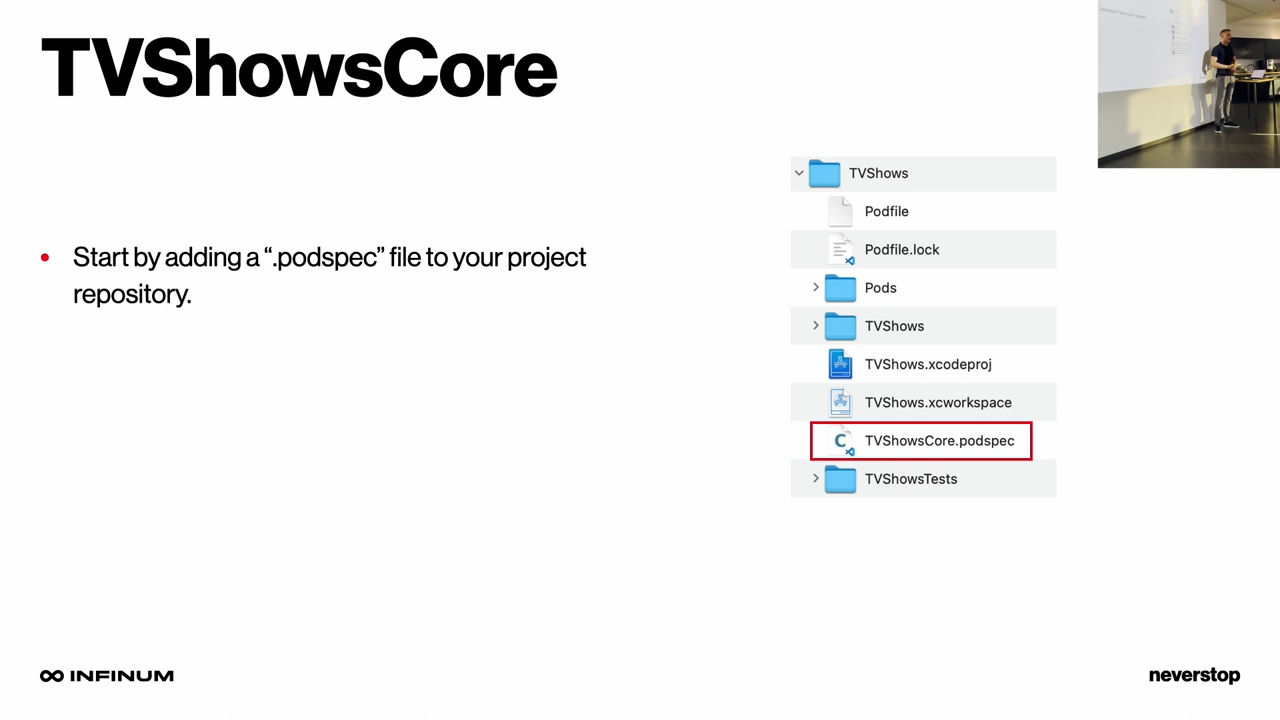 TVShowsCore
• Start by adding a “.podspec” file to your project
repository.
TVShows
Podfile
Podfile.lock
Pods
TVShows
TVShows.xcodeproj
TVShows.xcworkspace
C TVShowsCore.podspec
TVShowsTests
INFINUM
neverstop